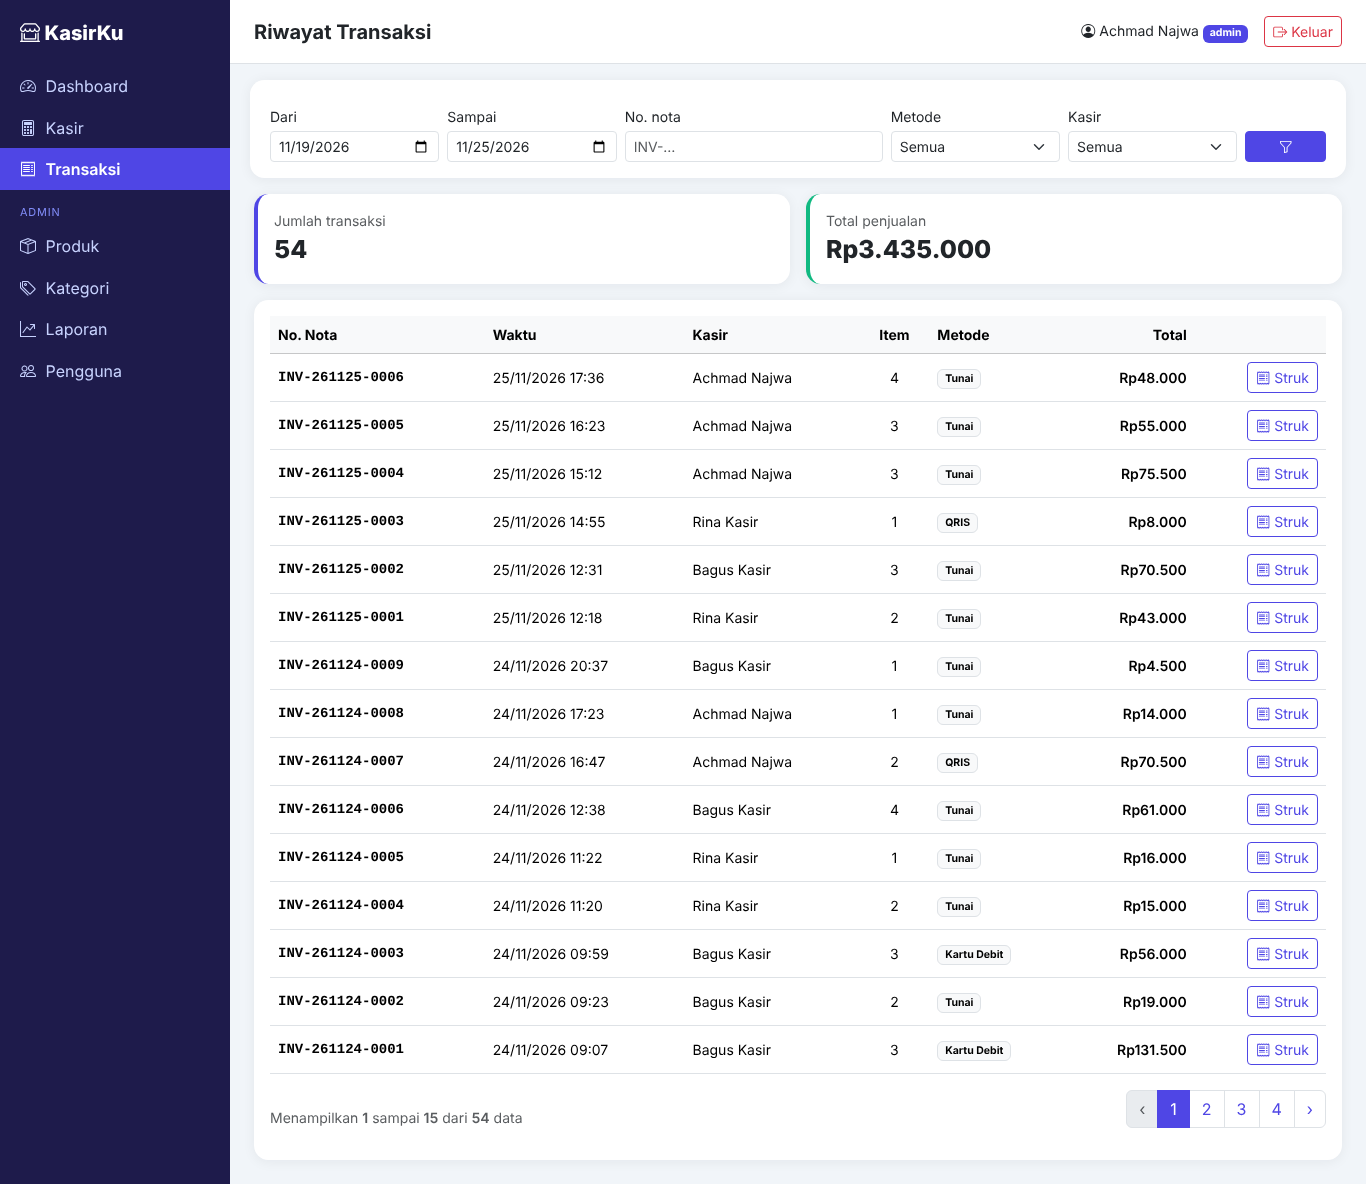 KasirKu
Dashboard
Kasir
Transaksi
ADMIN
Produk
Kategori
Laporan
Pengguna
Riwayat Transaksi
Achmad Najwa admin
Keluar
Dari Sampai No. nota Metode Kasir
11/19/2026 11/25/2026 INV-... Semua Semua
Jumlah transaksi
54
Total penjualan
Rp3.435.000
No. Nota Waktu Kasir Item Metode Total
INV-261125-0006 25/11/2026 17:36 Achmad Najwa 4 Tunai Rp48.000 Struk
INV-261125-0005 25/11/2026 16:23 Achmad Najwa 3 Tunai Rp55.000 Struk
INV-261125-0004 25/11/2026 15:12 Achmad Najwa 3 Tunai Rp75.500 Struk
INV-261125-0003 25/11/2026 14:55 Rina Kasir 1 QRIS Rp8.000 Struk
INV-261125-0002 25/11/2026 12:31 Bagus Kasir 3 Tunai Rp70.500 Struk
INV-261125-0001 25/11/2026 12:18 Rina Kasir 2 Tunai Rp43.000 Struk
INV-261124-0009 24/11/2026 20:37 Bagus Kasir 1 Tunai Rp4.500 Struk
INV-261124-0008 24/11/2026 17:23 Achmad Najwa 1 Tunai Rp14.000 Struk
INV-261124-0007 24/11/2026 16:47 Achmad Najwa 2 QRIS Rp70.500 Struk
INV-261124-0006 24/11/2026 12:38 Bagus Kasir 4 Tunai Rp61.000 Struk
INV-261124-0005 24/11/2026 11:22 Rina Kasir 1 Tunai Rp16.000 Struk
INV-261124-0004 24/11/2026 11:20 Rina Kasir 2 Tunai Rp15.000 Struk
INV-261124-0003 24/11/2026 09:59 Bagus Kasir 3 Kartu Debit Rp56.000 Struk
INV-261124-0002 24/11/2026 09:23 Bagus Kasir 2 Tunai Rp19.000 Struk
INV-261124-0001 24/11/2026 09:07 Bagus Kasir 3 Kartu Debit Rp131.500 Struk
Menampilkan 1 sampai 15 dari 54 data
‹ 1 2 3 4 ›